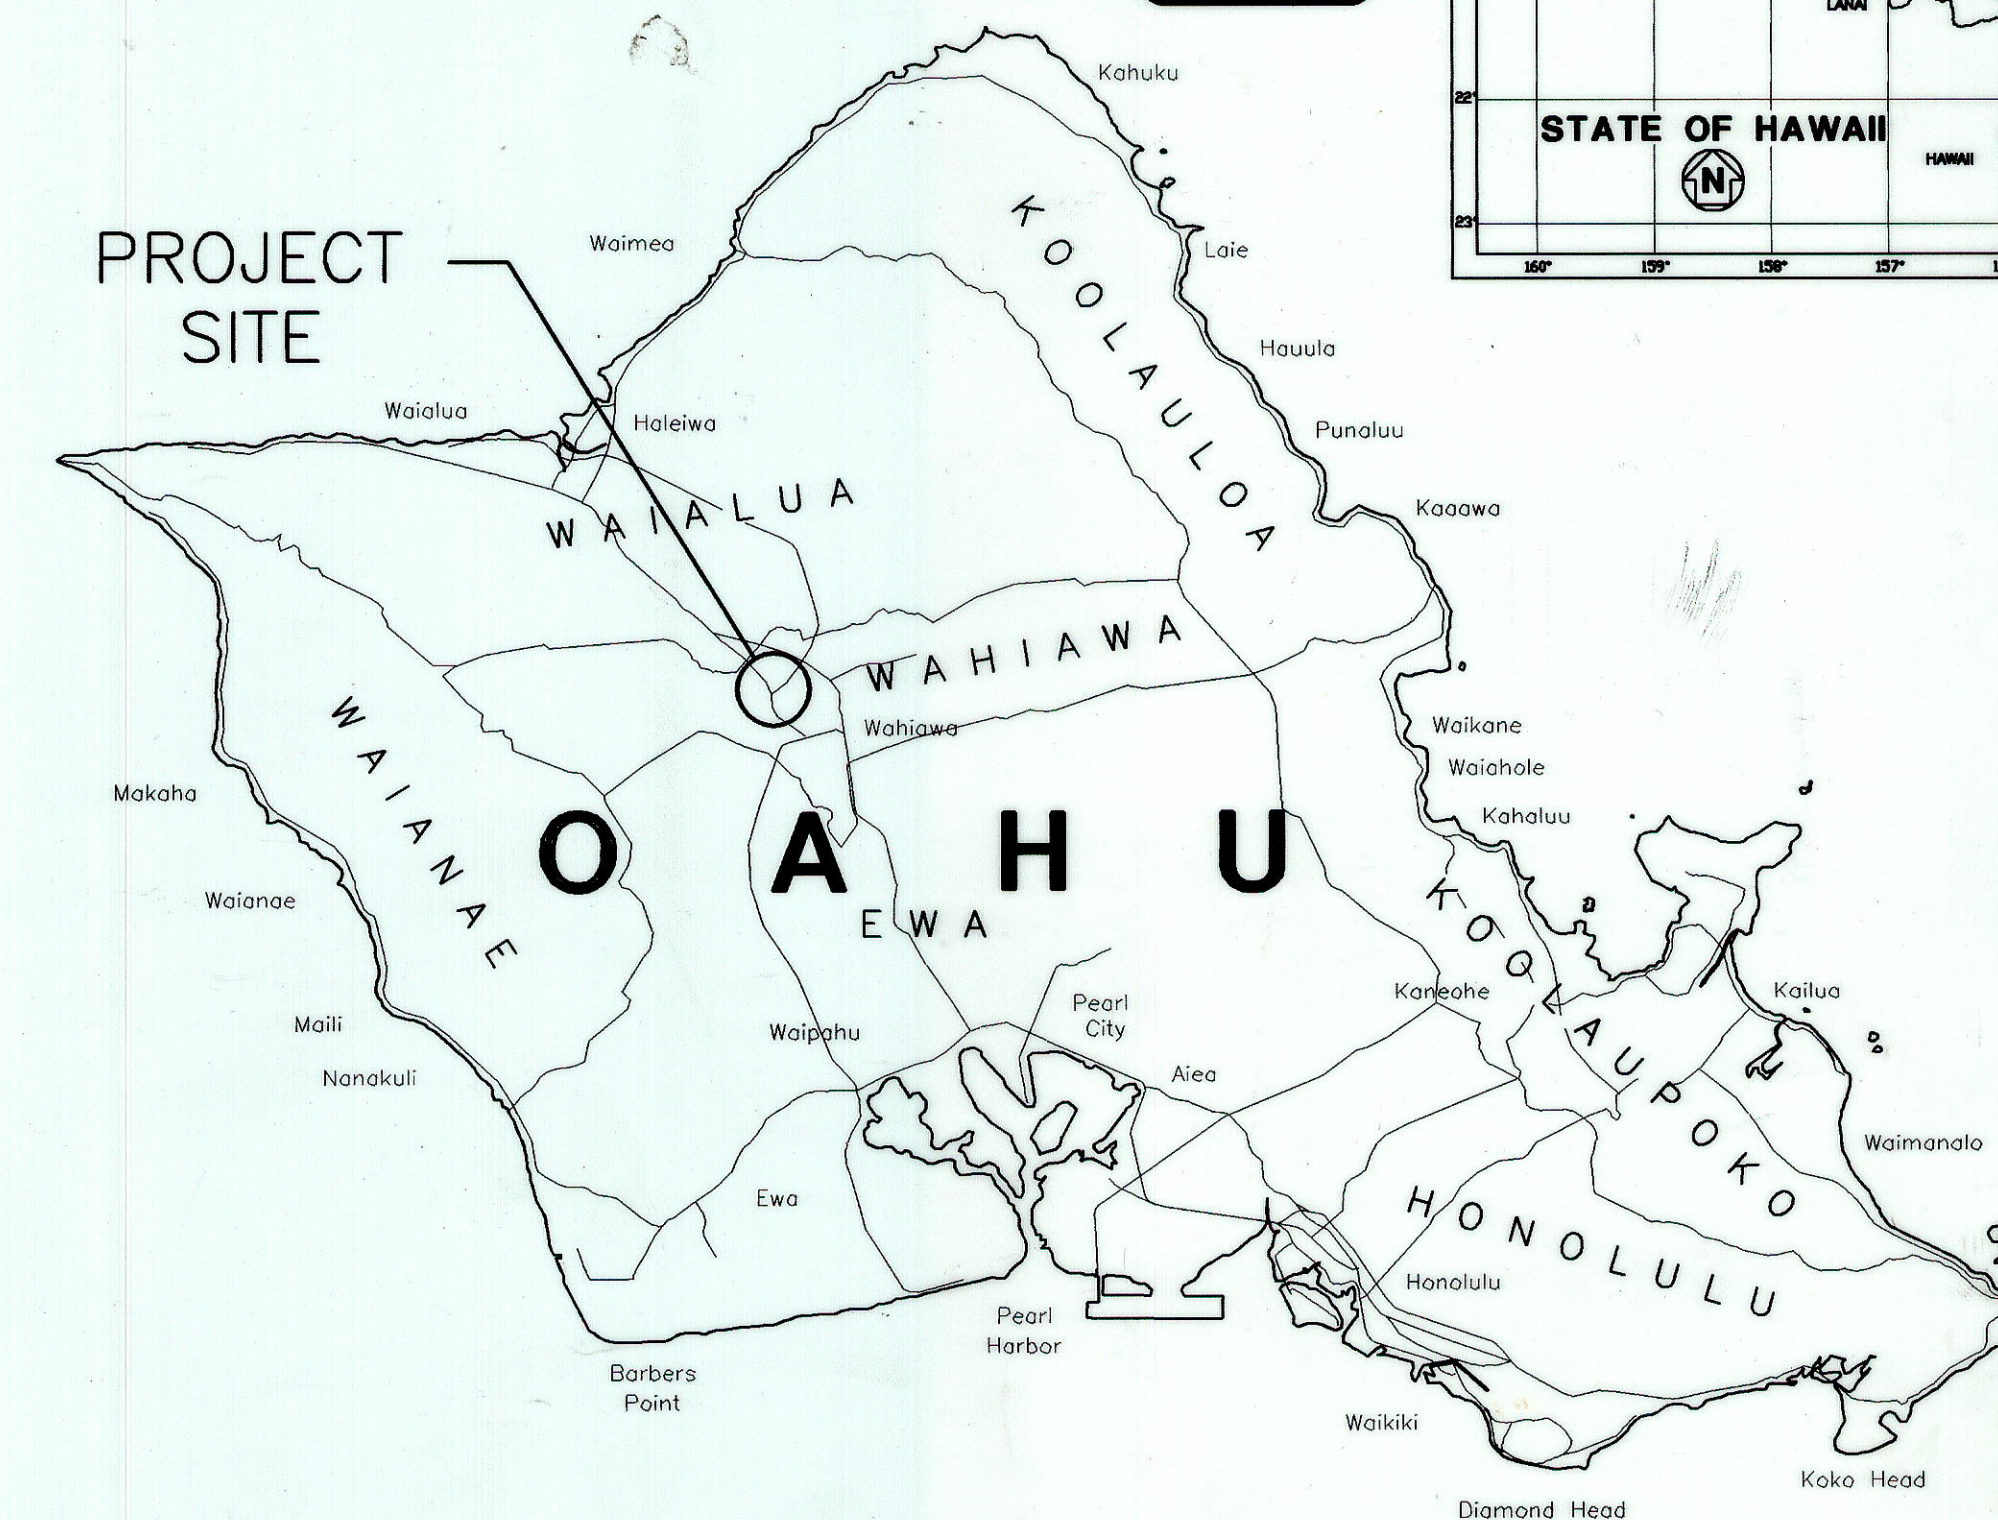 LANAI
Kahuku
22°
STATE OF HAWAII
HAWAII
N
23°
160° 159° 158° 157°
PROJECT
SITE
Waimea
Laie
KOOLAULOA
Hauula
Waialua
Haleiwa
Punaluu
WAIALUA
Kaaawa
WAHIAWA
Wahiawa
Waikane
Waiahole
Kahaluu
WAIANAE
Makaha
OAHU
Waianae
EWA
KOOLAUPOKO
Kaneohe
Kailua
Maili
Waipahu
Pearl
City
Nanakuli
Aiea
Waimanalo
Ewa
HONOLULU
Honolulu
Pearl
Harbor
Barbers
Point
Waikiki
Koko Head
Diamond Head